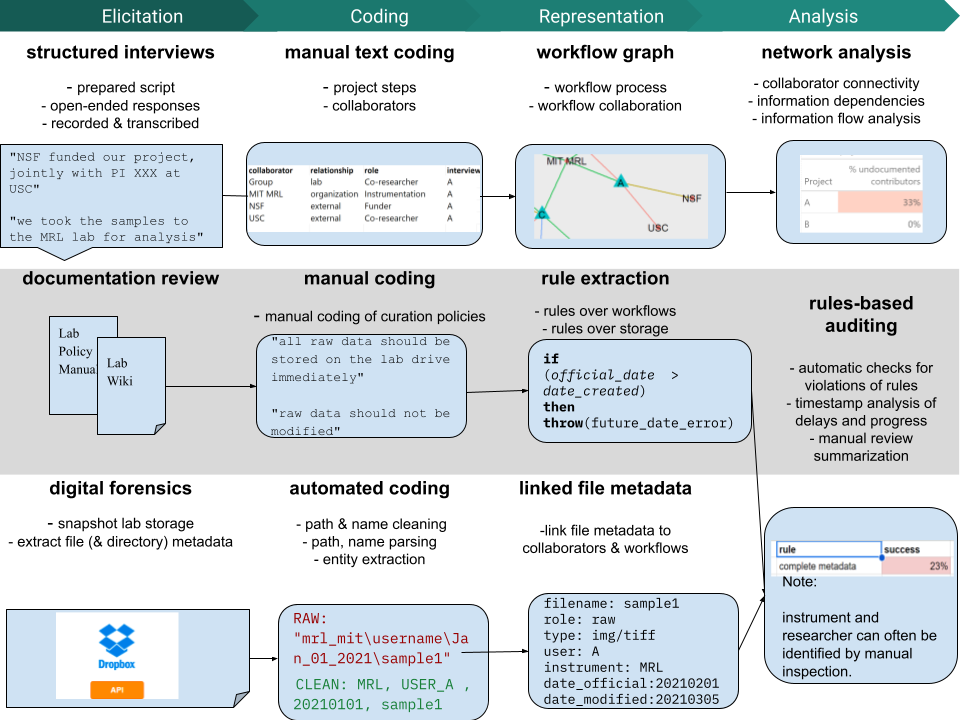 Elicitation
Coding
Representation
Analysis
structured interviews
- prepared script
- open-ended responses
- recorded & transcribed
"NSF funded our project,
jointly with PI XXX at
USC"
"we took the samples to
the MRL lab for analysis"
manual text coding
- project steps
- collaborators
collaborator relationship role interview
Group lab Co-researcher A
MIT MRL organization Instrumentation A
NSF external Funder A
USC external Co-researcher A
workflow graph
- workflow process
- workflow collaboration
MIT MRL
A
NSF
C
USC
network analysis
- collaborator connectivity
- information dependencies
- information flow analysis
% undocumented
Project contributors
A 33%
B 0%
documentation review
Lab
Policy
Manua
Lab
Wiki
manual coding
- manual coding of curation policies
"all raw data should be
stored on the lab drive
immediately"
"raw data should not be
modified"
rule extraction
- rules over workflows
- rules over storage
if
(official_date >
date_created)
then
throw(future_date_error)
rules-based
auditing
- automatic checks for
violations of rules
- timestamp analysis of
delays and progress
- manual review
summarization
digital forensics
- snapshot lab storage
- extract file (& directory) metadata
Dropbox
API
automated coding
- path & name cleaning
- path, name parsing
- entity extraction
RAW:
"mrl_mit\username\Ja
n_01_2021\sample1"
CLEAN: MRL, USER_A ,
20210101, sample1
linked file metadata
-link file metadata to
collaborators & workflows
filename: sample1
role: raw
type: img/tiff
user: A
instrument: MRL
date_official:20210201
date_modified:20210305
rule success
complete metadata 23%
Note:
instrument and
researcher can often be
identified by manual
inspection.